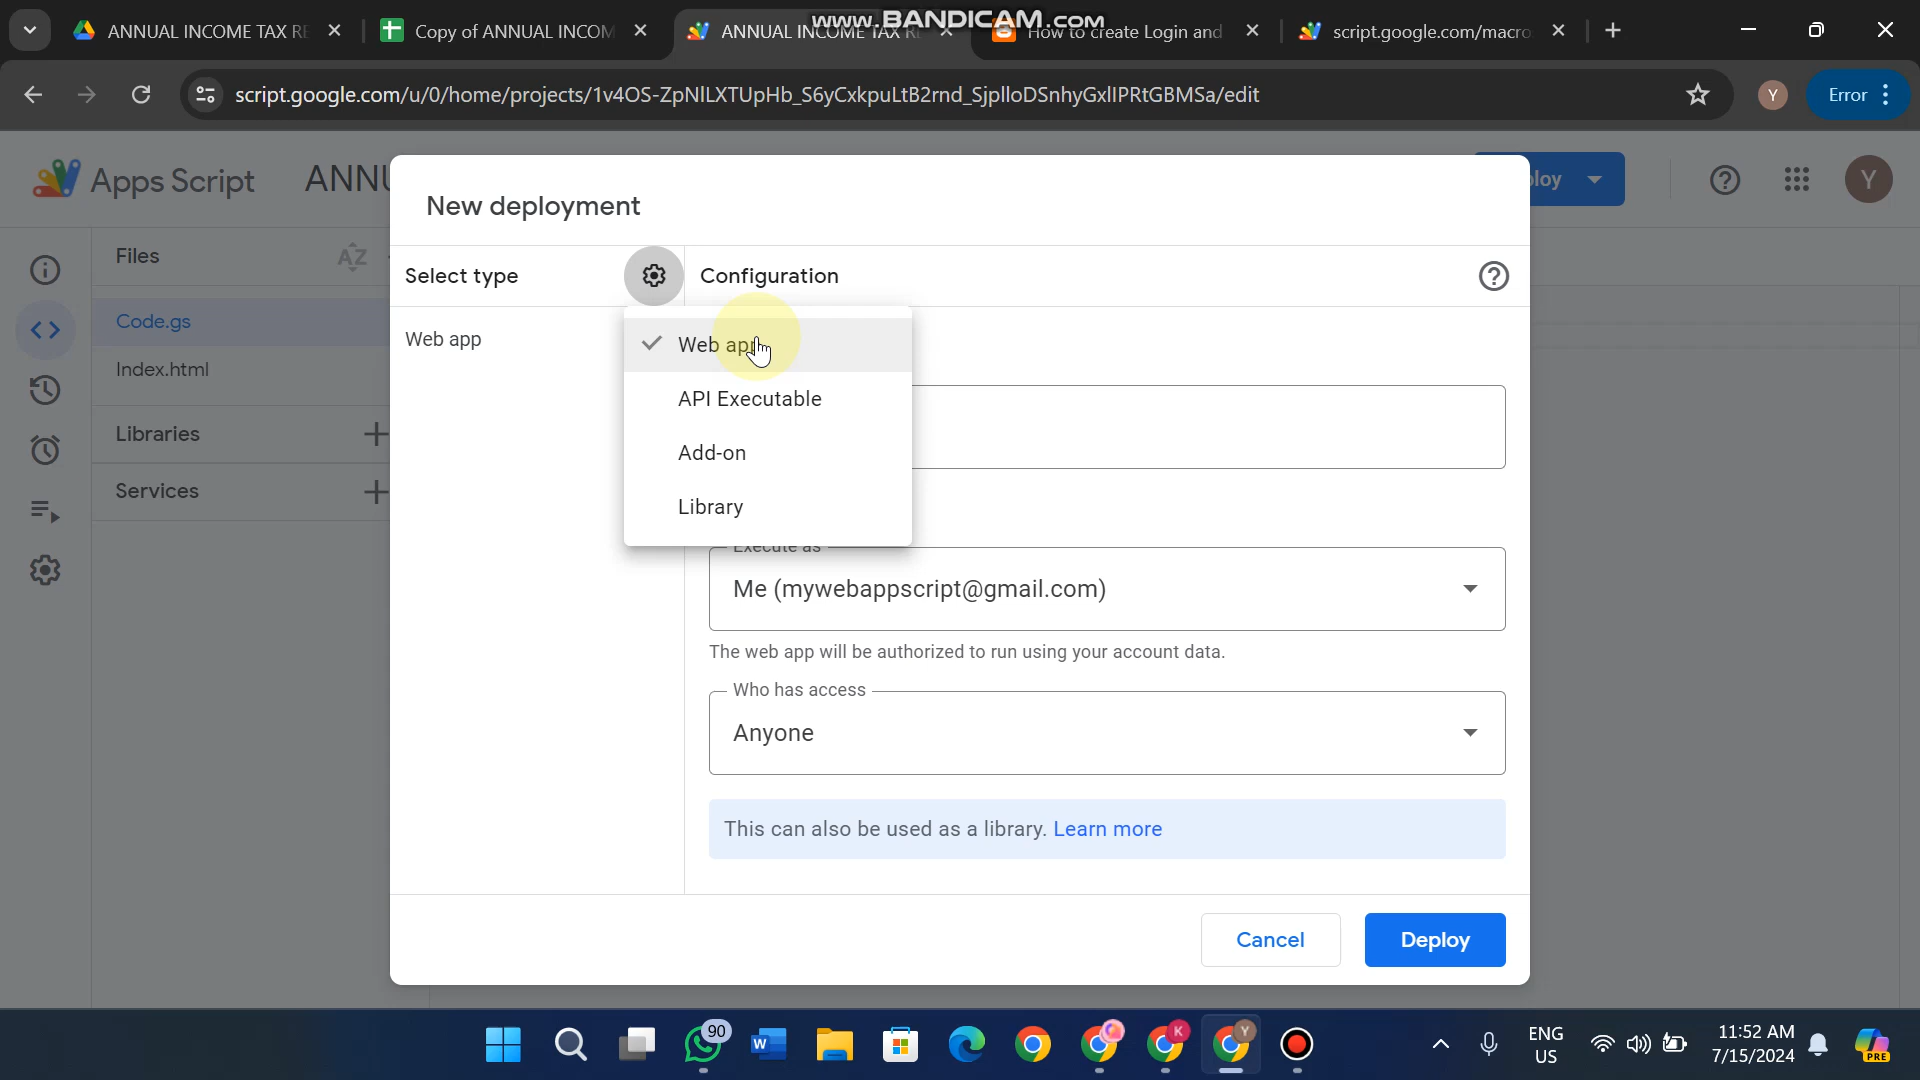 www.BANDICAM.com
ANNUAL INCOME TAX RE
Copy of ANNUAL INCOM
ANNUAL INCOME TAX RE
How to create Login and
script.google.com/macro
script.google.com/u/0/home/projects/1v4OS-ZpNlLXTUpHb_S6yCxkpuLtB2rnd_SjplloDSnhyGxlIPRtGBMSa/edit
Y
Error
Apps Script
ANNU
New deployment
loy
Y
Files
AZ
Select type
Configuration
Code.gs
Web app
Web app
Index.html
API Executable
Libraries
Add-on
Services
Library
Execute as
Me (mywebappscript@gmail.com)
The web app will be authorized to run using your account data.
Who has access
Anyone
This can also be used as a library. Learn more
Cancel
Deploy
90
W
K
Y
ENG
US
11:52 AM
7/15/2024
PRE